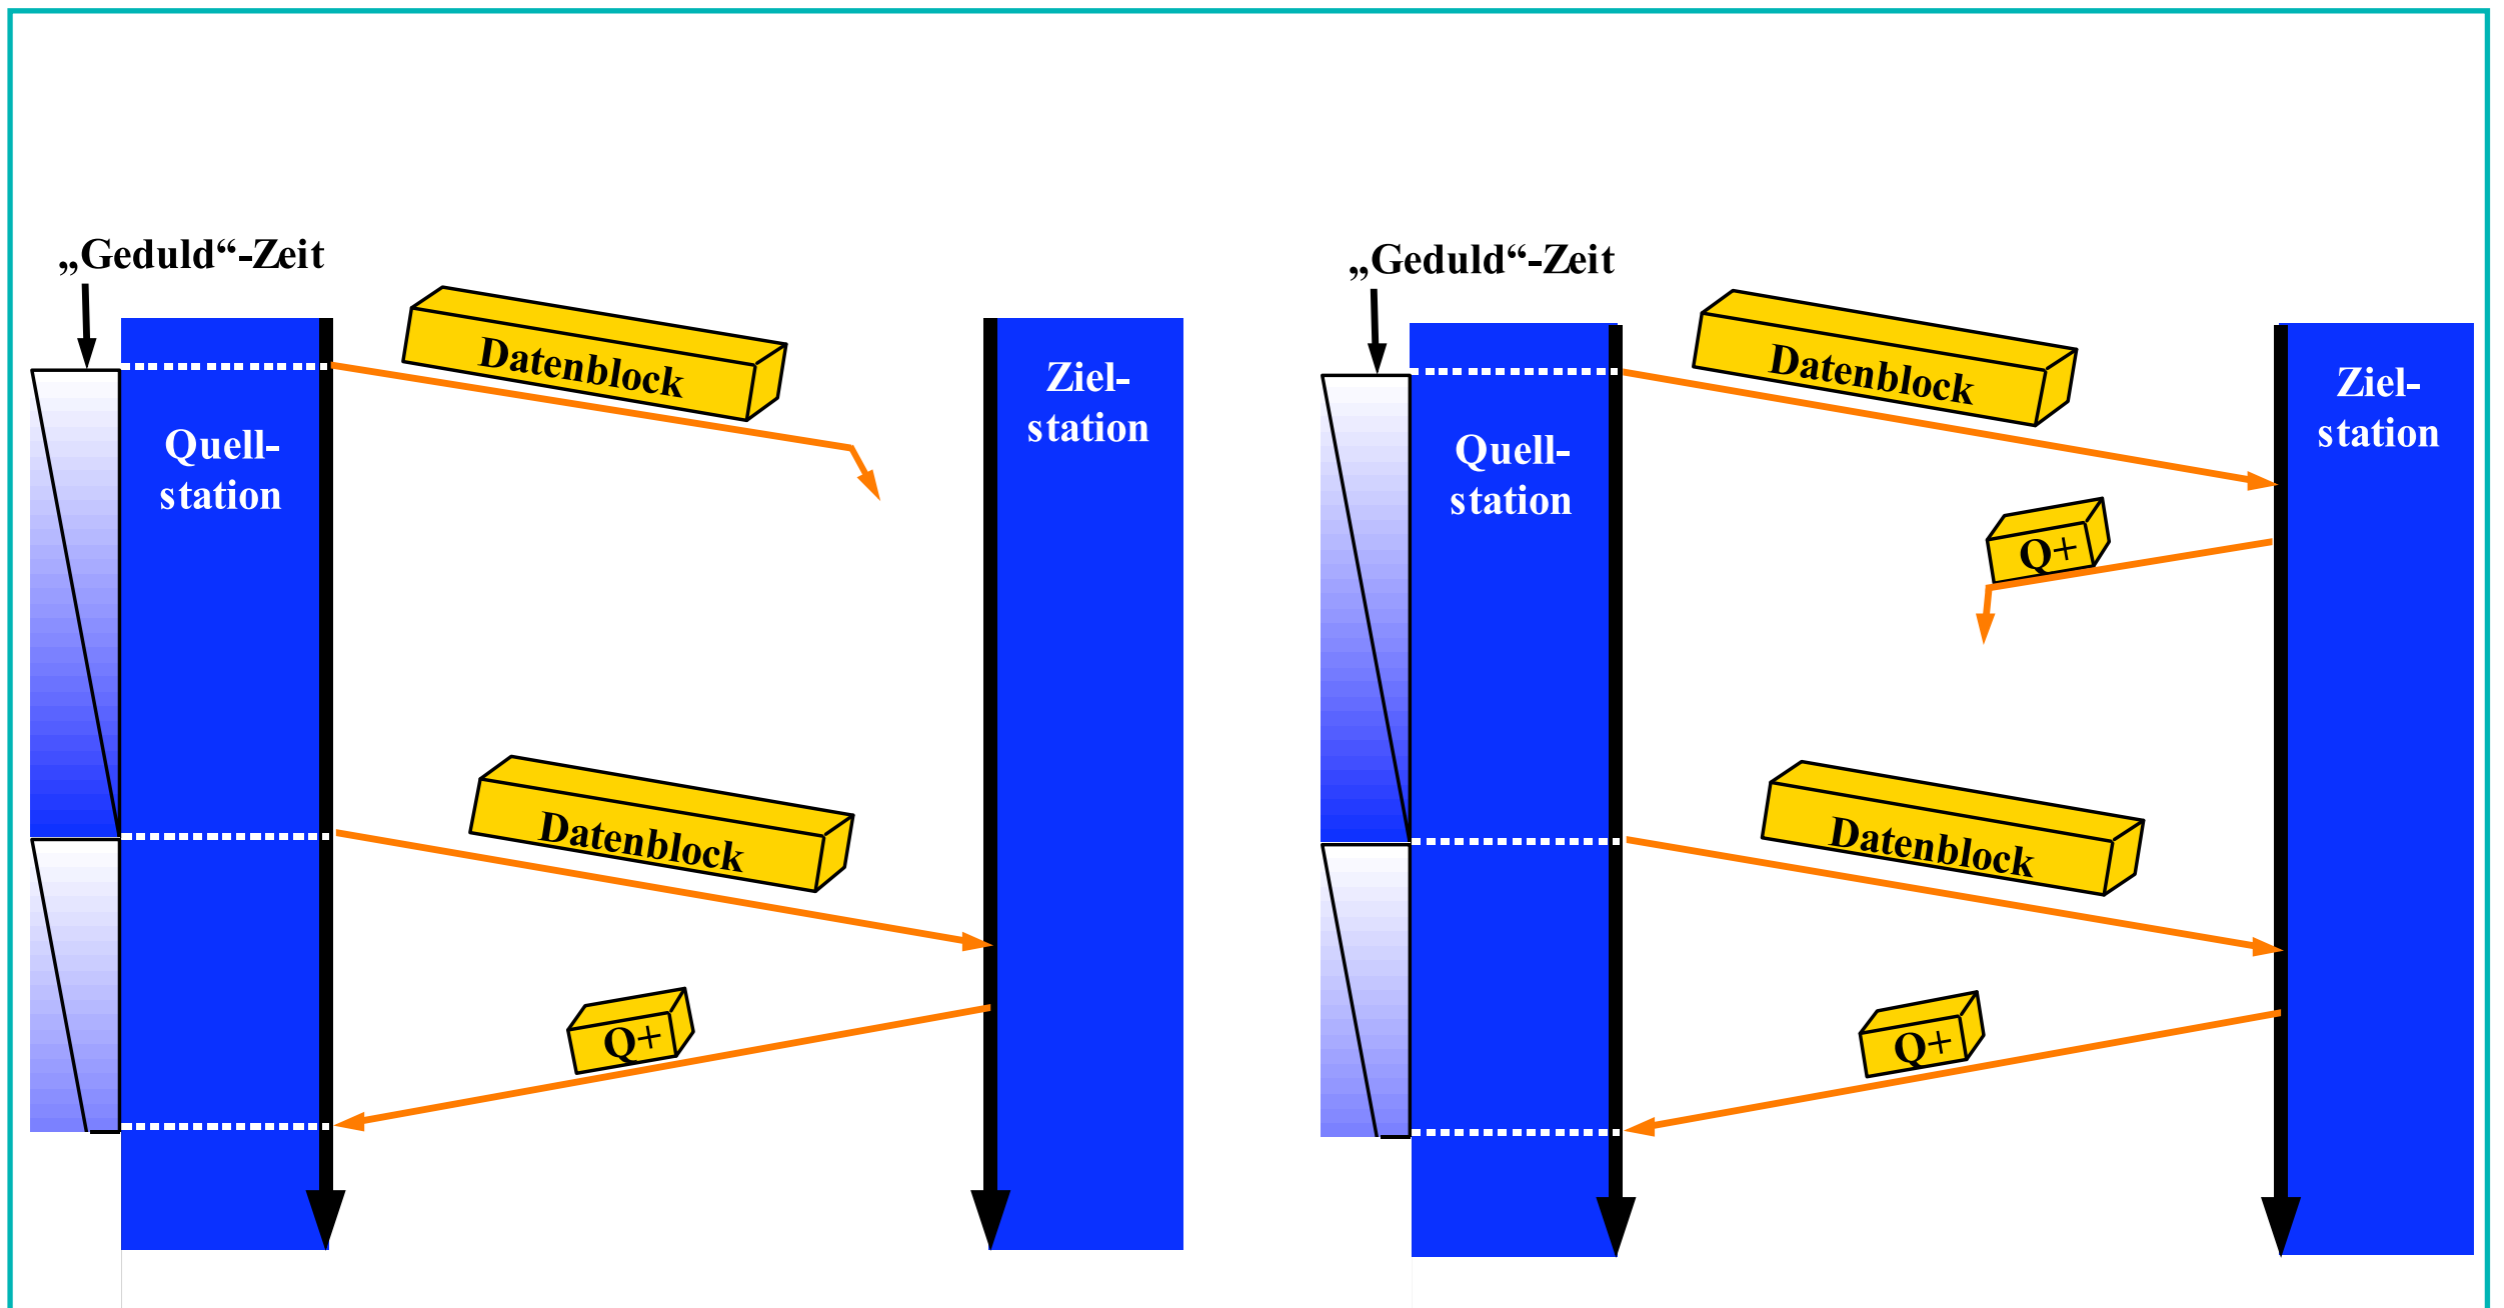 „Geduld“-Zeit
Datenblock
Ziel-
station
Quell-
station
Datenblock
Q+
„Geduld“-Zeit
Datenblock
Ziel-
station
Quell-
station
Q+
Datenblock
Q+